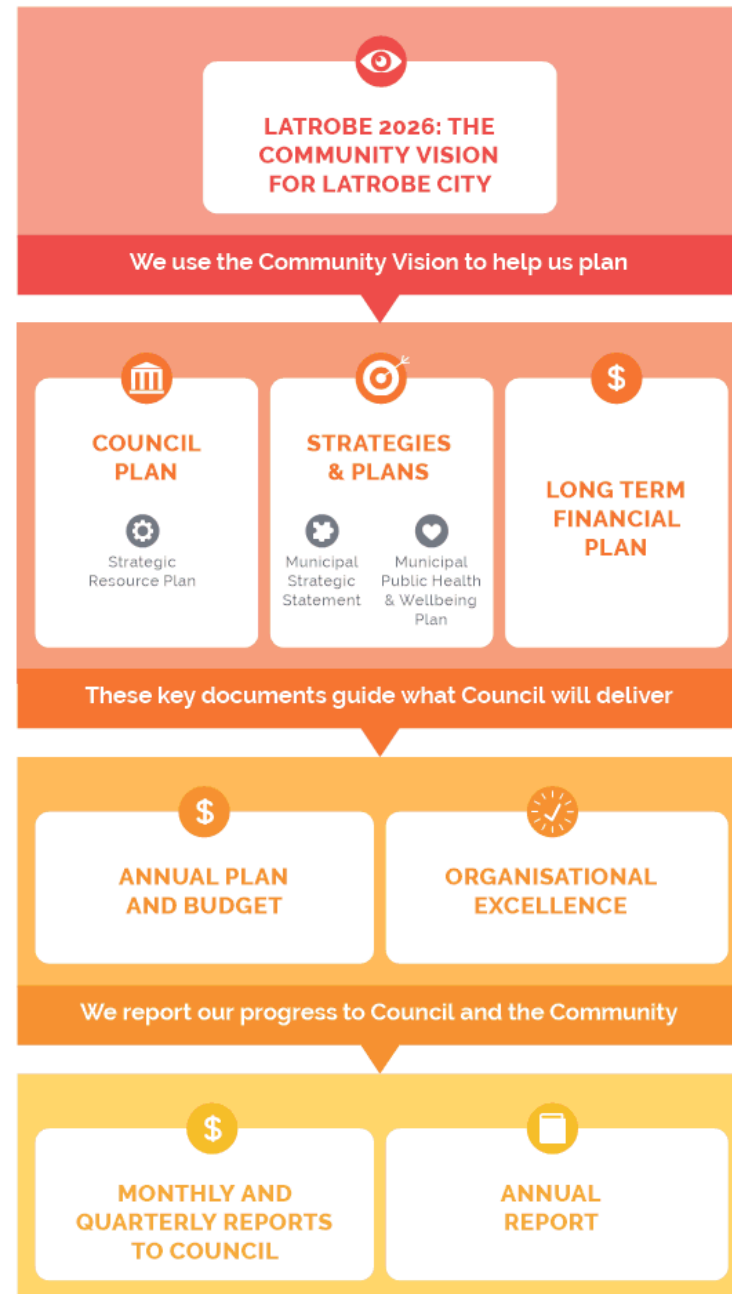 LATROBE 2026: THE
COMMUNITY VISION
FOR LATROBE CITY
We use the Community Vision to help us plan
COUNCIL
PLAN
Strategic
Resource Plan
STRATEGIES
& PLANS
Municipal
Strategic
Statement
Municipal
Public Health
& Wellbeing
Plan
$
LONG TERM
FINANCIAL
PLAN
These key documents guide what Council will deliver
$
ANNUAL PLAN
AND BUDGET
ORGANISATIONAL
EXCELLENCE
We report our progress to Council and the Community
$
MONTHLY AND
QUARTERLY REPORTS
TO COUNCIL
ANNUAL
REPORT